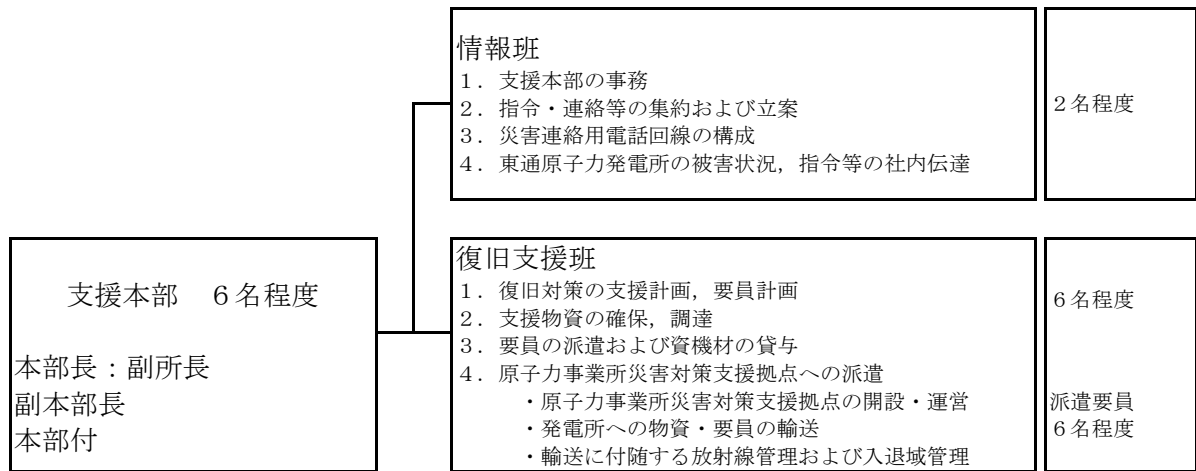 情報班
１．支援本部の事務
２．指令・連絡等の集約および立案
３．災害連絡用電話回線の構成
４．東通原子力発電所の被害状況，指令等の社内伝達
２名程度
支援本部　６名程度
本部長：副所長
副本部長
本部付
復旧支援班
１．復旧対策の支援計画，要員計画
２．支援物資の確保，調達
３．要員の派遣および資機材の貸与
４．原子力事業所災害対策支援拠点への派遣
・原子力事業所災害対策支援拠点の開設・運営
・発電所への物資・要員の輸送
・輸送に付随する放射線管理および入退域管理
６名程度
派遣要員
６名程度